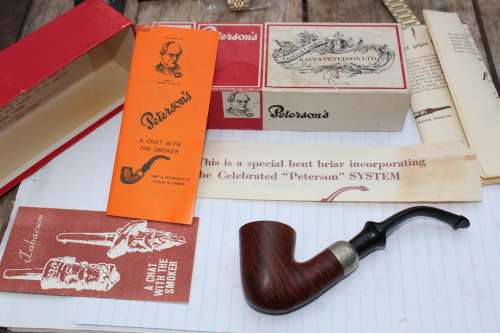 Peterson's
KAPP & PETERSON LTD.
Peterson's
Peterson's
A CHAT WITH
THE SMOKER
KAPP & PETERSON LTD.
DUBLIN & LONDON
This is a special bent briar incorporating
the Celebrated "Peterson" SYSTEM
Tabacum
A CHAT
WITH THE
SMOKER